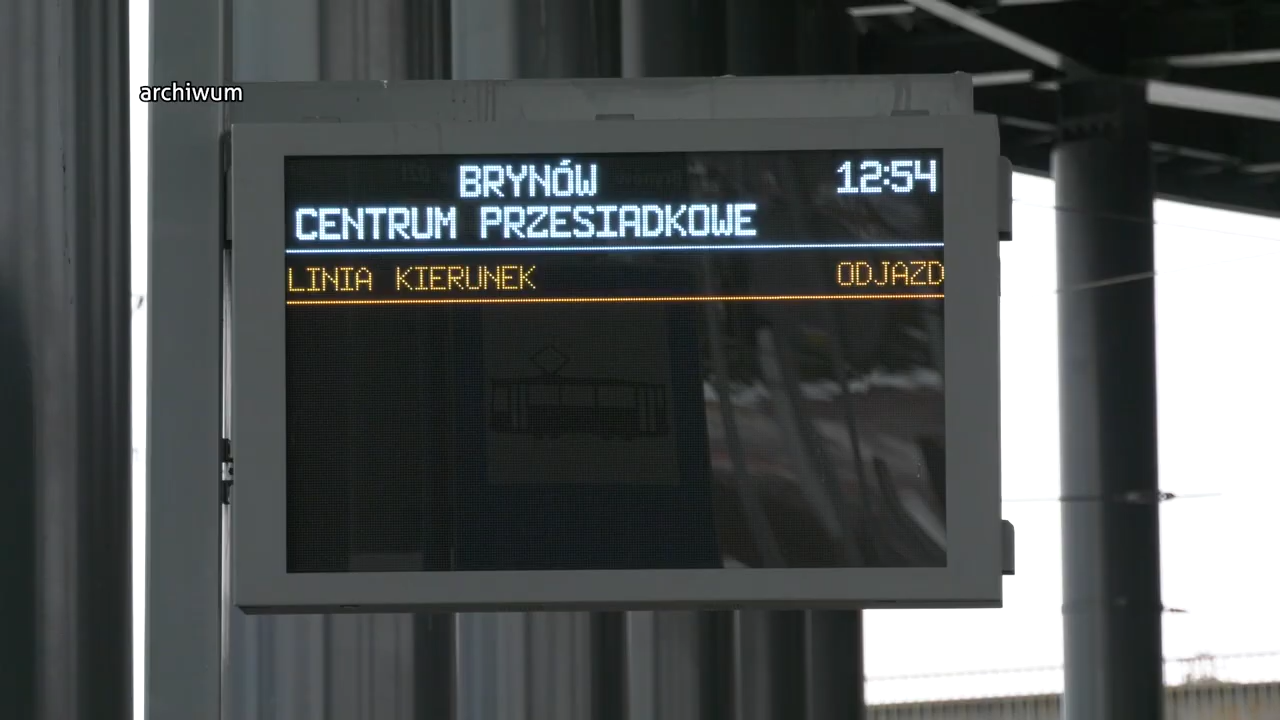 archiwum
BRYNÓW 12:54
CENTRUM PRZESIADKOWE
LINIA KIERUNEK ODJAZD